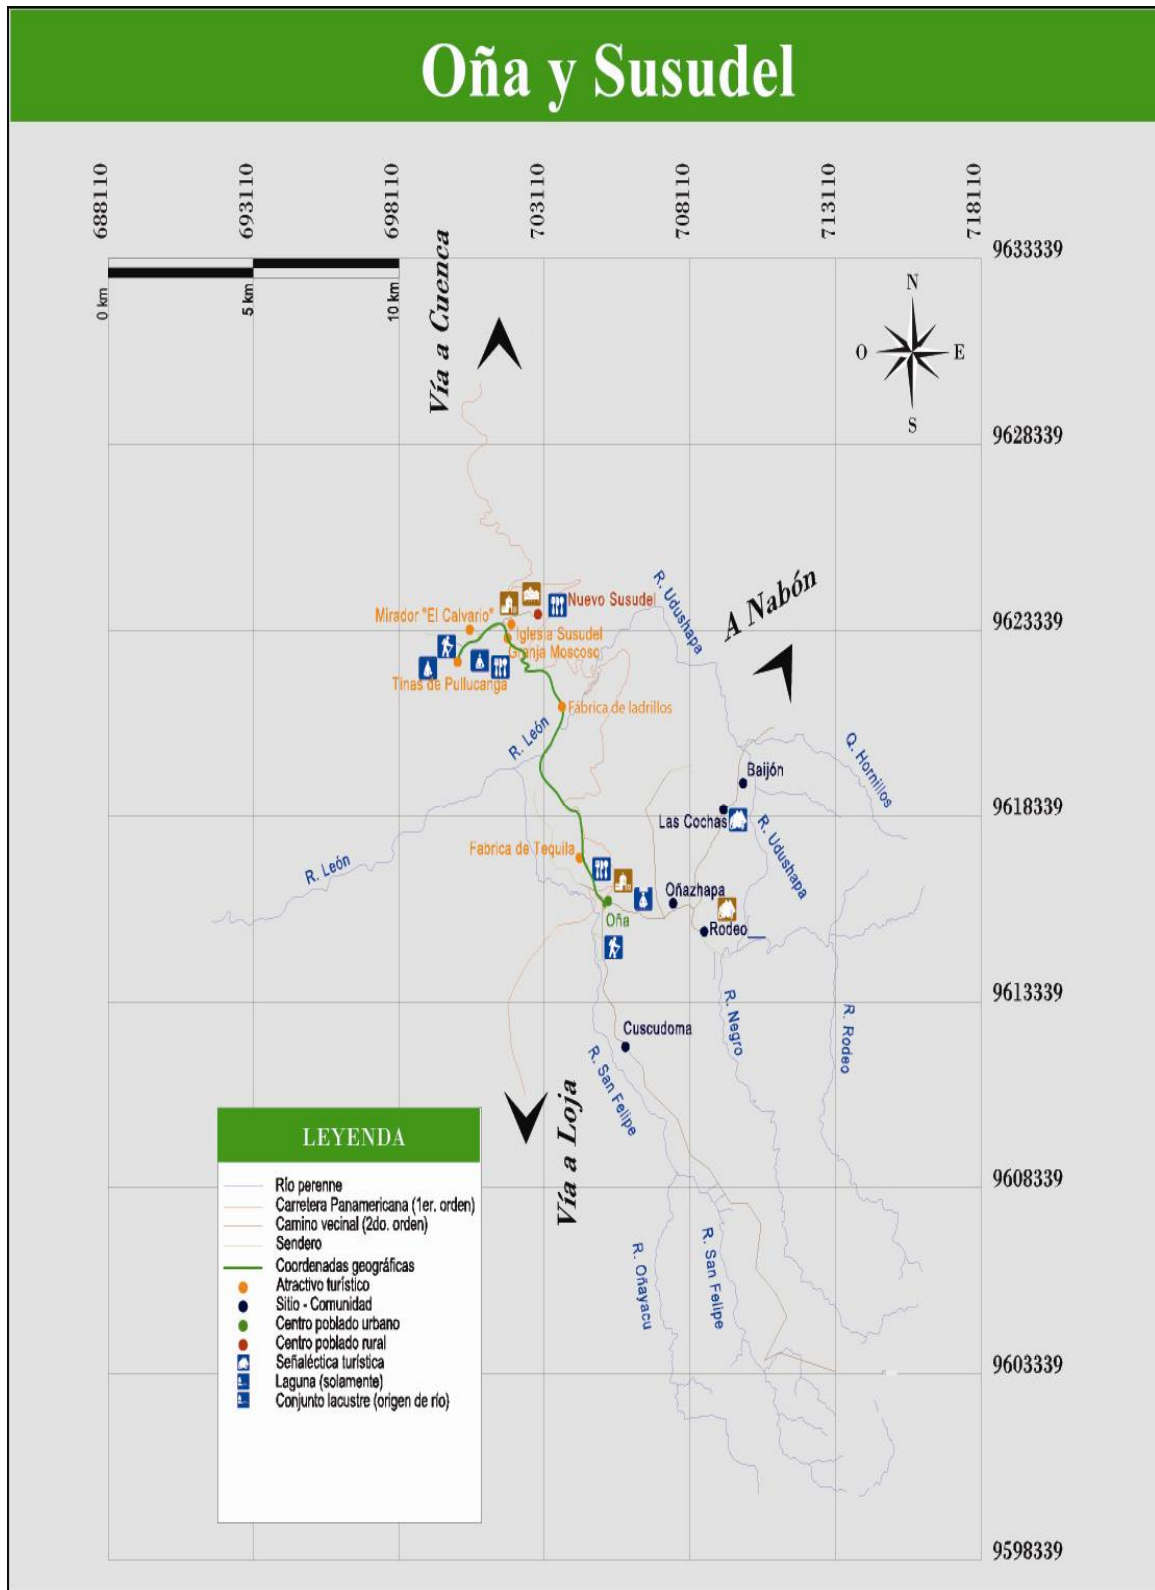 Oña y Susudel
688110
693110
698110
703110
708110
713110
718110
9633339
0 km
5 km
10 km
Vía a Cuenca
N
O
E
S
9628339
R. Udushapa
A Nabón
Nuevo Susudel
Mirador "El Calvario"
9623339
Iglesia Susudel
Granja Moscoso
Tinas de Pullucanga
Fábrica de ladrillos
R. León
Q. Hornillos
Baijón
9618339
Las Cochas
R. Udushapa
Fabrica de Tequila
R. León
Oñazhapa
Oña
Rodeo__
9613339
R. Negro
R. Rodeo
Cuscudoma
R. San Felipe
Vía a Loja
9608339
R. Oñayacu
R. San Felipe
9603339
9598339
LEYENDA
Río perenne
Carretera Panamericana (1er. orden)
Camino vecinal (2do. orden)
Sendero
Coordenadas geográficas
Atractivo turístico
Sitio - Comunidad
Centro poblado urbano
Centro poblado rural
Señaléctica turística
Laguna (solamente)
Conjunto lacustre (origen de río)